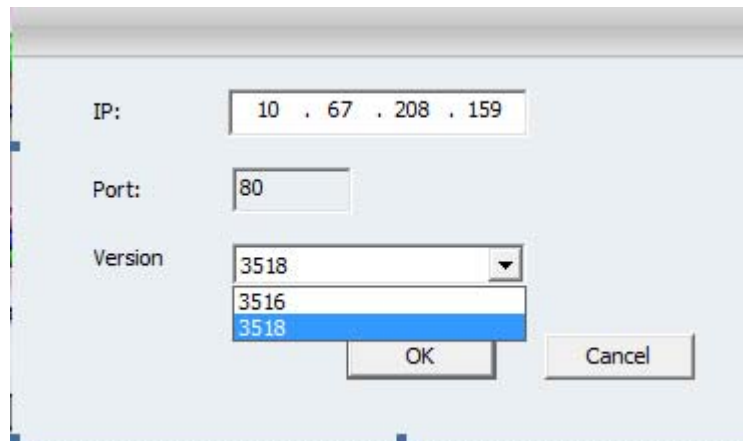 IP: 10 . 67 . 208 . 159
Port: 80
Version 3518
3516
3518
OK Cancel